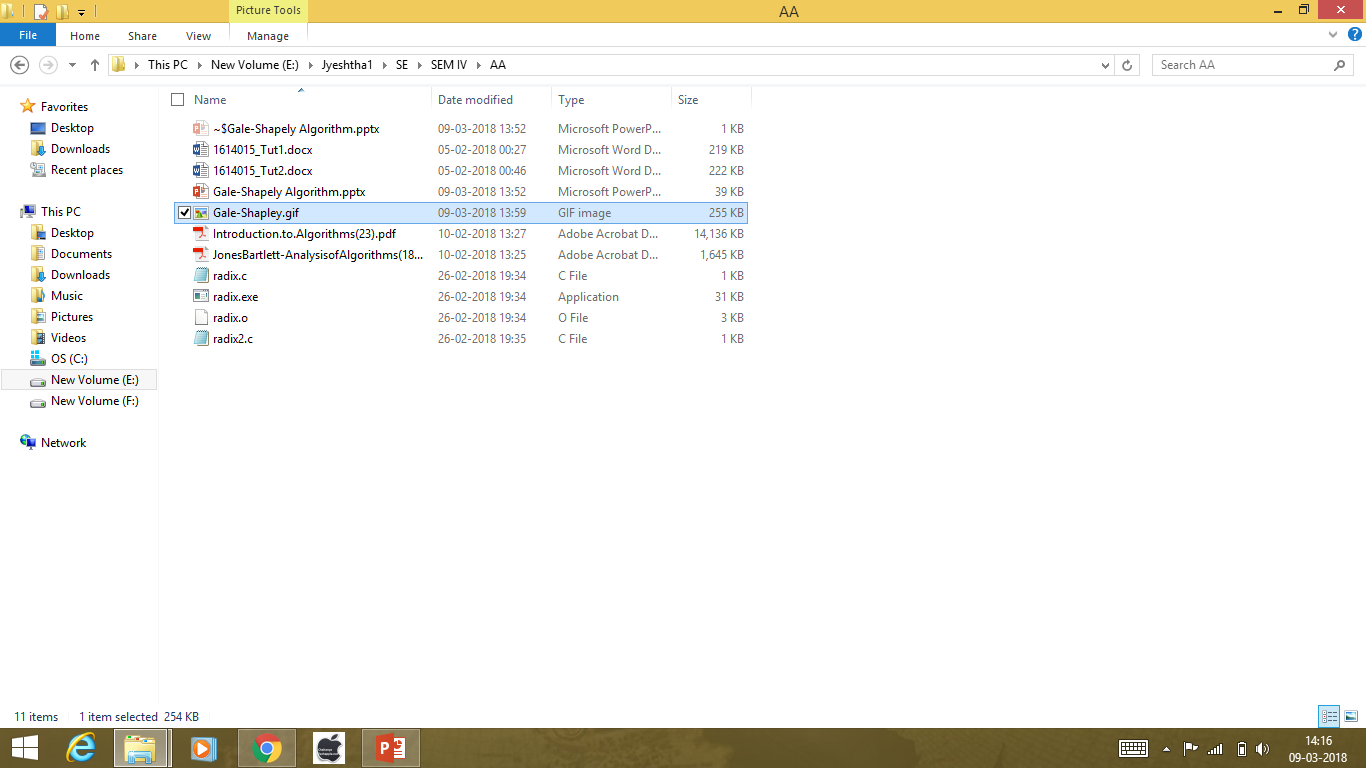 Picture Tools
AA
File Home Share View Manage
This PC New Volume (E:) Jyeshtha1 SE SEM IV AA
Search AA
Name Date modified Type Size
Favorites
Desktop
Downloads
Recent places
This PC
Desktop
Documents
Downloads
Music
Pictures
Videos
OS (C:)
New Volume (E:)
New Volume (F:)
Network
~$Gale-Shapely Algorithm.pptx 09-03-2018 13:52 Microsoft PowerP... 1 KB
1614015_Tut1.docx 05-02-2018 00:27 Microsoft Word D... 219 KB
1614015_Tut2.docx 05-02-2018 00:46 Microsoft Word D... 222 KB
Gale-Shapely Algorithm.pptx 09-03-2018 13:52 Microsoft PowerP... 39 KB
Gale-Shapley.gif 09-03-2018 13:59 GIF image 255 KB
Introduction.to.Algorithms(23).pdf 10-02-2018 13:27 Adobe Acrobat D... 14,136 KB
JonesBartlett-AnalysisofAlgorithms(18... 10-02-2018 13:25 Adobe Acrobat D... 1,645 KB
radix.c 26-02-2018 19:34 C File 1 KB
radix.exe 26-02-2018 19:34 Application 31 KB
radix.o 26-02-2018 19:34 O File 3 KB
radix2.c 26-02-2018 19:35 C File 1 KB
11 items 1 item selected 254 KB
14:16
09-03-2018